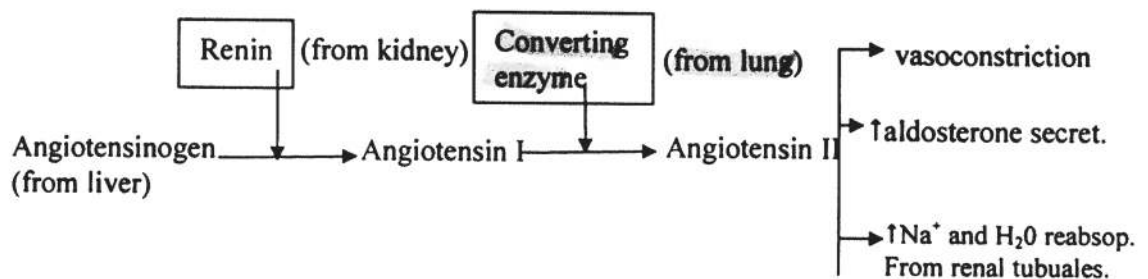 Renin
(from kidney)
Converting
enzyme
(from lung)
vasoconstriction
↑aldosterone secret.
Angiotensinogen
(from liver)
Angiotensin I
Angiotensin II
↑Na⁺ and H₂0 reabsop.
From renal tubuales.